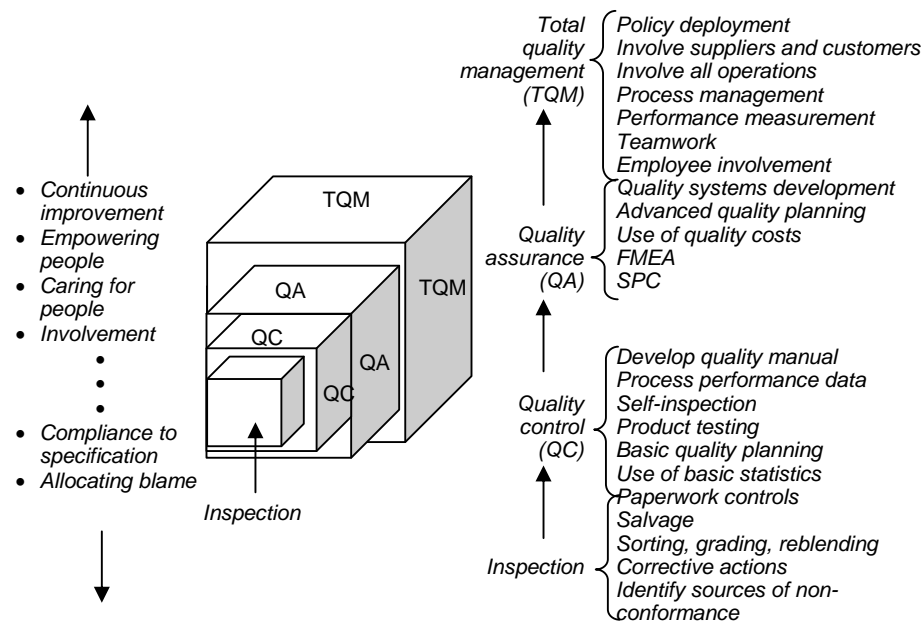 • Continuous
improvement
• Empowering
people
• Caring for
people
• Involvement
•
•
•
• Compliance to
specification
• Allocating blame
TQM
TQM
QA
QA
QC
QC
Inspection
Total
quality
management
(TQM)
Policy deployment
Involve suppliers and customers
Involve all operations
Process management
Performance measurement
Teamwork
Employee involvement
Quality
assurance
(QA)
Quality systems development
Advanced quality planning
Use of quality costs
FMEA
SPC
Quality
control
(QC)
Develop quality manual
Process performance data
Self-inspection
Product testing
Basic quality planning
Use of basic statistics
Inspection
Paperwork controls
Salvage
Sorting, grading, reblending
Corrective actions
Identify sources of non-
conformance